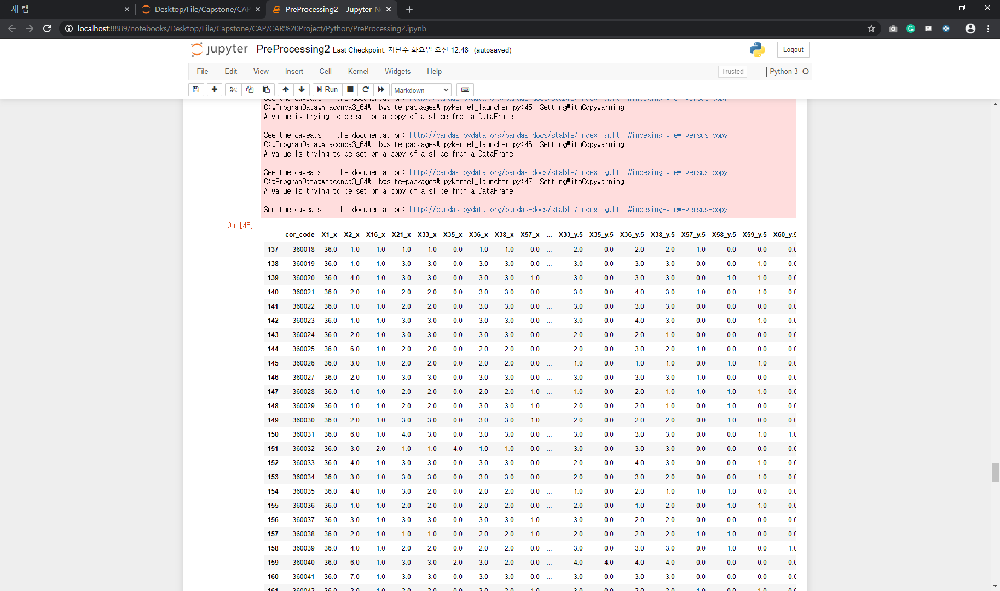 새 탭
Desktop/File/Capstone/CAP
PreProcessing2 - Jupyter N
localhost:8889/notebooks/Desktop/File/Capstone/CAP/CAR%20Project/Python/PreProcessing2.ipynb
jupyter PreProcessing2 Last Checkpoint: 지난주 화요일 오전 12:48 (autosaved)
Logout
File Edit View Insert Cell Kernel Widgets Help
Trusted
Python 3
Run
Markdown
See the caveats in the documentation: http://pandas.pydata.org/pandas-docs/stable/indexing.html#indexing-view-versus-copy
C:₩ProgramData₩Anaconda3_64₩lib₩site-packages₩ipykernel_launcher.py:45: SettingWithCopyWarning:
A value is trying to be set on a copy of a slice from a DataFrame
See the caveats in the documentation: http://pandas.pydata.org/pandas-docs/stable/indexing.html#indexing-view-versus-copy
C:₩ProgramData₩Anaconda3_64₩lib₩site-packages₩ipykernel_launcher.py:46: SettingWithCopyWarning:
A value is trying to be set on a copy of a slice from a DataFrame
See the caveats in the documentation: http://pandas.pydata.org/pandas-docs/stable/indexing.html#indexing-view-versus-copy
C:₩ProgramData₩Anaconda3_64₩lib₩site-packages₩ipykernel_launcher.py:47: SettingWithCopyWarning:
A value is trying to be set on a copy of a slice from a DataFrame
See the caveats in the documentation: http://pandas.pydata.org/pandas-docs/stable/indexing.html#indexing-view-versus-copy
Out[46]:
cor_code X1_x X2_x X16_x X21_x X33_x X35_x X36_x X38_x X57_x ... X33_y.5 X35_y.5 X36_y.5 X38_y.5 X57_y.5 X58_y.5 X59_y.5 X60_y.5
137 360018 36.0 1.0 1.0 1.0 1.0 0.0 1.0 1.0 0.0 ... 2.0 0.0 2.0 2.0 1.0 0.0 0.0 0.0
138 360019 36.0 1.0 1.0 3.0 3.0 0.0 3.0 3.0 0.0 ... 3.0 0.0 3.0 3.0 0.0 0.0 1.0 0.0
139 360020 36.0 4.0 1.0 3.0 3.0 0.0 3.0 3.0 1.0 ... 3.0 0.0 3.0 3.0 0.0 1.0 1.0 0.0
140 360021 36.0 2.0 1.0 2.0 2.0 0.0 3.0 3.0 0.0 ... 3.0 0.0 4.0 3.0 1.0 0.0 1.0 0.0
141 360022 36.0 1.0 1.0 2.0 2.0 0.0 3.0 3.0 0.0 ... 3.0 0.0 3.0 3.0 0.0 0.0 0.0 0.0
142 360023 36.0 1.0 1.0 3.0 3.0 0.0 3.0 3.0 0.0 ... 3.0 0.0 4.0 3.0 0.0 0.0 1.0 0.0
143 360024 36.0 2.0 1.0 3.0 3.0 0.0 3.0 3.0 0.0 ... 2.0 0.0 2.0 1.0 0.0 0.0 0.0 0.0
144 360025 36.0 6.0 1.0 2.0 2.0 0.0 2.0 2.0 0.0 ... 2.0 0.0 3.0 2.0 1.0 0.0 0.0 0.0
145 360026 36.0 3.0 1.0 2.0 2.0 0.0 2.0 2.0 0.0 ... 1.0 0.0 1.0 1.0 0.0 1.0 1.0 0.0
146 360027 36.0 2.0 1.0 3.0 3.0 0.0 3.0 3.0 0.0 ... 3.0 0.0 3.0 3.0 1.0 0.0 0.0 0.0
147 360028 36.0 1.0 1.0 2.0 2.0 0.0 2.0 2.0 1.0 ... 1.0 0.0 2.0 1.0 1.0 1.0 1.0 0.0
148 360029 36.0 1.0 1.0 2.0 2.0 0.0 3.0 3.0 1.0 ... 2.0 0.0 2.0 1.0 0.0 1.0 0.0 0.0
149 360030 36.0 2.0 1.0 3.0 3.0 0.0 3.0 3.0 1.0 ... 2.0 0.0 2.0 2.0 0.0 1.0 0.0 0.0
150 360031 36.0 6.0 1.0 4.0 3.0 0.0 3.0 3.0 0.0 ... 3.0 0.0 3.0 3.0 0.0 0.0 1.0 1.0
151 360032 36.0 3.0 2.0 1.0 1.0 4.0 1.0 1.0 0.0 ... 3.0 0.0 3.0 3.0 0.0 0.0 0.0 0.0
152 360033 36.0 4.0 1.0 3.0 3.0 0.0 3.0 3.0 0.0 ... 2.0 0.0 4.0 3.0 0.0 0.0 1.0 0.0
153 360034 36.0 3.0 1.0 3.0 3.0 0.0 3.0 3.0 0.0 ... 2.0 0.0 3.0 2.0 0.0 0.0 1.0 0.0
154 360035 36.0 4.0 1.0 3.0 2.0 0.0 2.0 2.0 0.0 ... 1.0 0.0 2.0 1.0 1.0 1.0 0.0 0.0
155 360036 36.0 1.0 1.0 2.0 2.0 0.0 2.0 2.0 0.0 ... 2.0 0.0 1.0 2.0 0.0 1.0 1.0 0.0
156 360037 36.0 3.0 1.0 3.0 3.0 0.0 3.0 3.0 1.0 ... 3.0 0.0 2.0 2.0 0.0 0.0 0.0 0.0
157 360038 36.0 2.0 1.0 1.0 1.0 0.0 2.0 2.0 1.0 ... 2.0 0.0 2.0 2.0 1.0 1.0 0.0 0.0
158 360039 36.0 4.0 1.0 2.0 2.0 0.0 2.0 2.0 0.0 ... 3.0 0.0 3.0 3.0 0.0 1.0 0.0 1.0
159 360040 36.0 6.0 1.0 3.0 3.0 2.0 3.0 2.0 0.0 ... 4.0 4.0 4.0 4.0 0.0 0.0 0.0 0.0
160 360041 36.0 7.0 1.0 3.0 3.0 0.0 3.0 3.0 0.0 ... 3.0 0.0 3.0 3.0 0.0 0.0 0.0 0.0
161 360042 36.0 2.0 1.0 2.0 2.0 0.0 3.0 2.0 1.0 ... 3.0 0.0 2.0 2.0 1.0 0.0 1.0 0.0